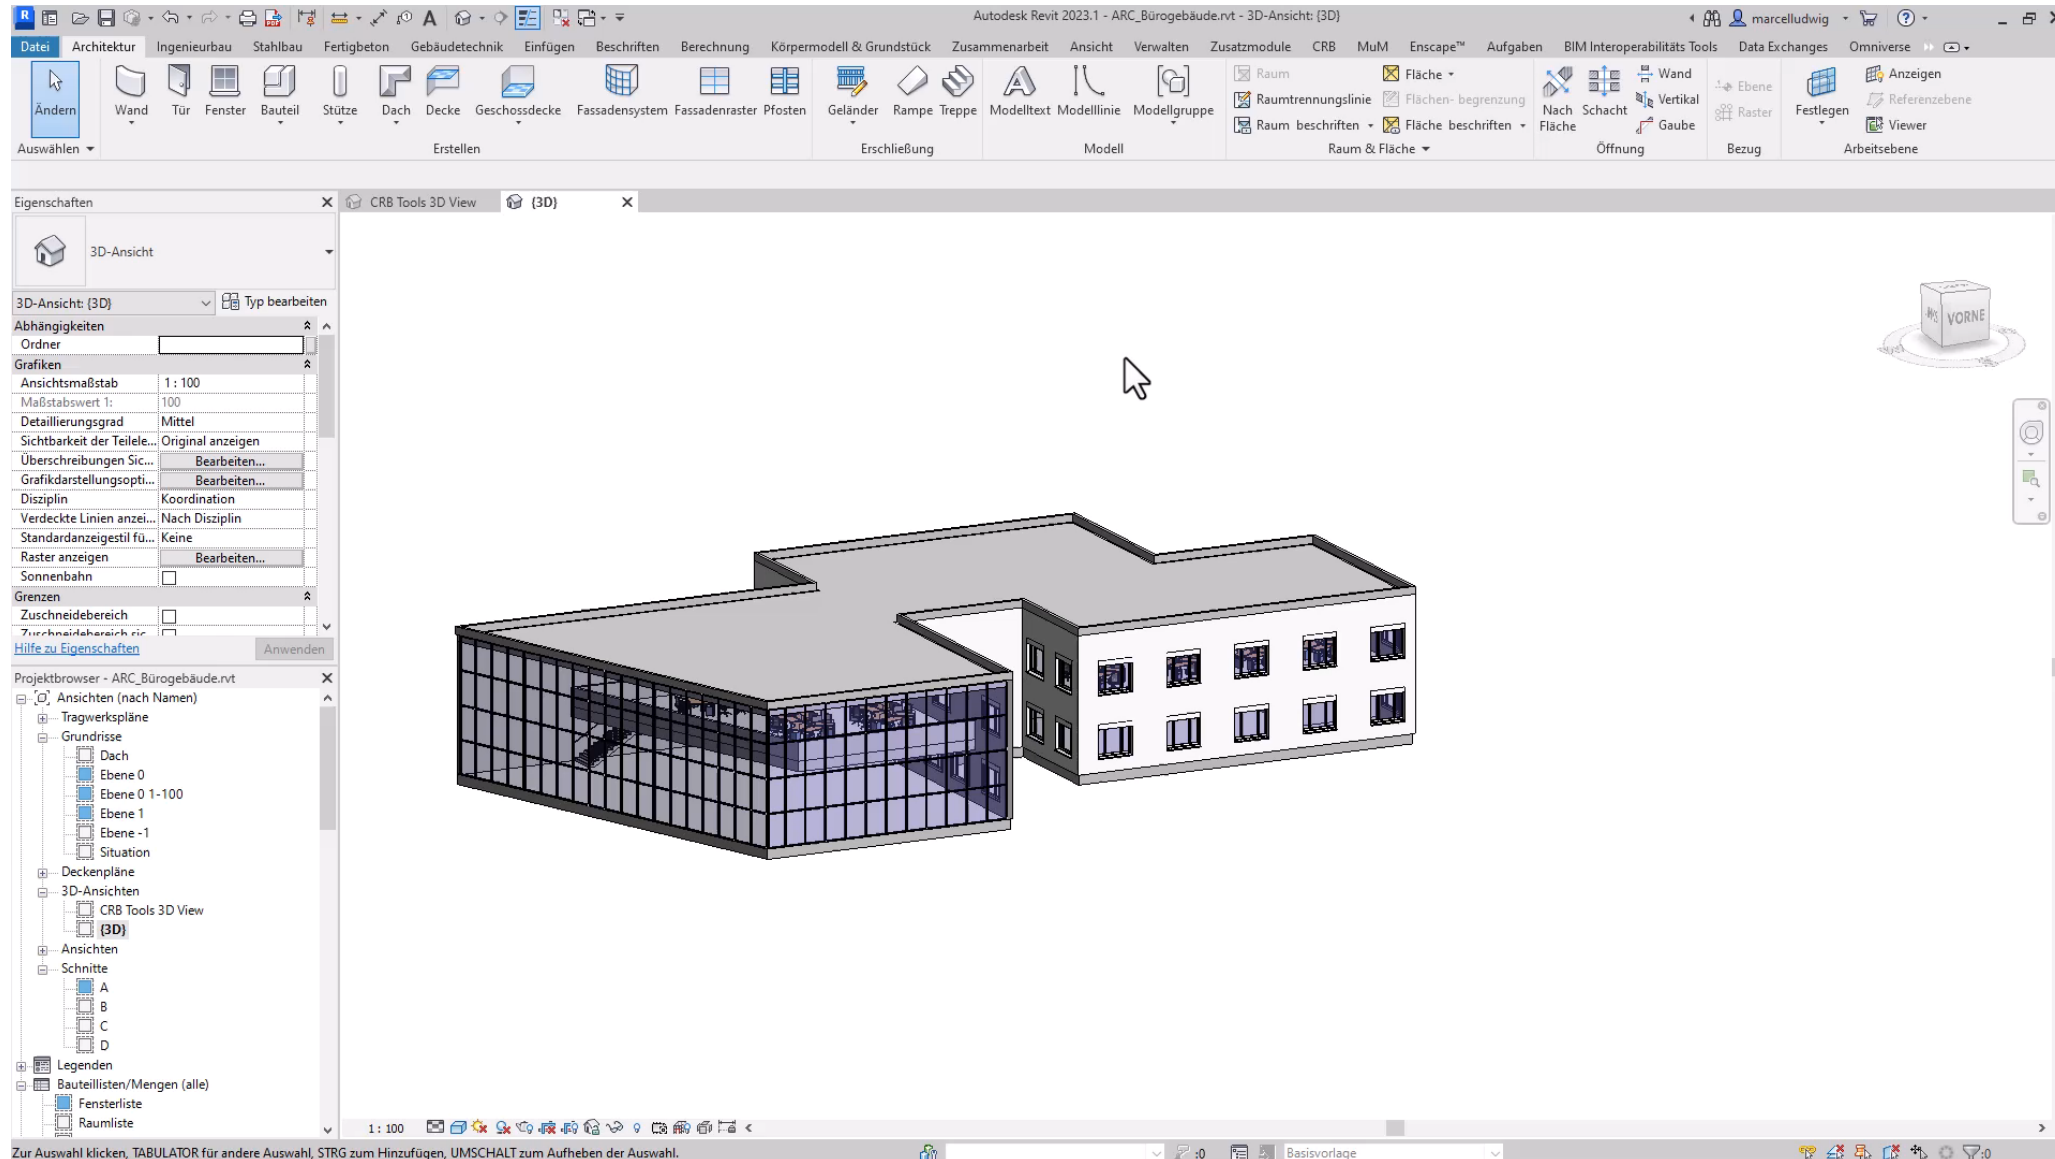 Autodesk Revit 2023.1 - ARC_Bürogebäude.rvt - 3D-Ansicht: {3D}
marcelludwig
Datei Architektur Ingenieurbau Stahlbau Fertigbeton Gebäudetechnik Einfügen Beschriften Berechnung Körpermodell & Grundstück Zusammenarbeit Ansicht Verwalten Zusatzmodule CRB MuM Enscape™ Aufgaben BIM Interoperabilitäts Tools Data Exchanges Omniverse
Ändern Wand Tür Fenster Bauteil Stütze Dach Decke Geschossdecke Fassadensystem Fassadenraster Pfosten Geländer Rampe Treppe Modelltext Modelllinie Modellgruppe
Raum Fläche
Raumtrennungslinie Flächen- begrenzung
Raum beschriften Fläche beschriften
Nach Fläche Schacht Wand
Vertikal
Gaube
Ebene
Raster
Festlegen Anzeigen
Referenzebene
Viewer
Auswählen Erstellen Erschließung Modell Raum & Fläche Öffnung Bezug Arbeitsebene
Eigenschaften
CRB Tools 3D View {3D}
3D-Ansicht
3D-Ansicht: {3D} Typ bearbeiten
Abhängigkeiten
Ordner
Grafiken
Ansichtsmaßstab 1 : 100
Maßstabswert 1: 100
Detaillierungsgrad Mittel
Sichtbarkeit der Teilele... Original anzeigen
Überschreibungen Sic... Bearbeiten...
Grafikdarstellungsopti... Bearbeiten...
Disziplin Koordination
Verdeckte Linien anzei... Nach Disziplin
Standardanzeigestil fü... Keine
Raster anzeigen Bearbeiten...
Sonnenbahn
Grenzen
Zuschneidebereich
Zuschneidebereich sic...
Hilfe zu Eigenschaften Anwenden
VORNE
Projektbrowser - ARC_Bürogebäude.rvt
Ansichten (nach Namen)
Tragwerkspläne
Grundrisse
Dach
Ebene 0
Ebene 0 1-100
Ebene 1
Ebene -1
Situation
Deckenpläne
3D-Ansichten
CRB Tools 3D View
{3D}
Ansichten
Schnitte
A
B
C
D
Legenden
Bauteillisten/Mengen (alle)
Fensterliste
Raumliste
1 : 100
Zur Auswahl klicken, TABULATOR für andere Auswahl, STRG zum Hinzufügen, UMSCHALT zum Aufheben der Auswahl.
:0
Basisvorlage
:0